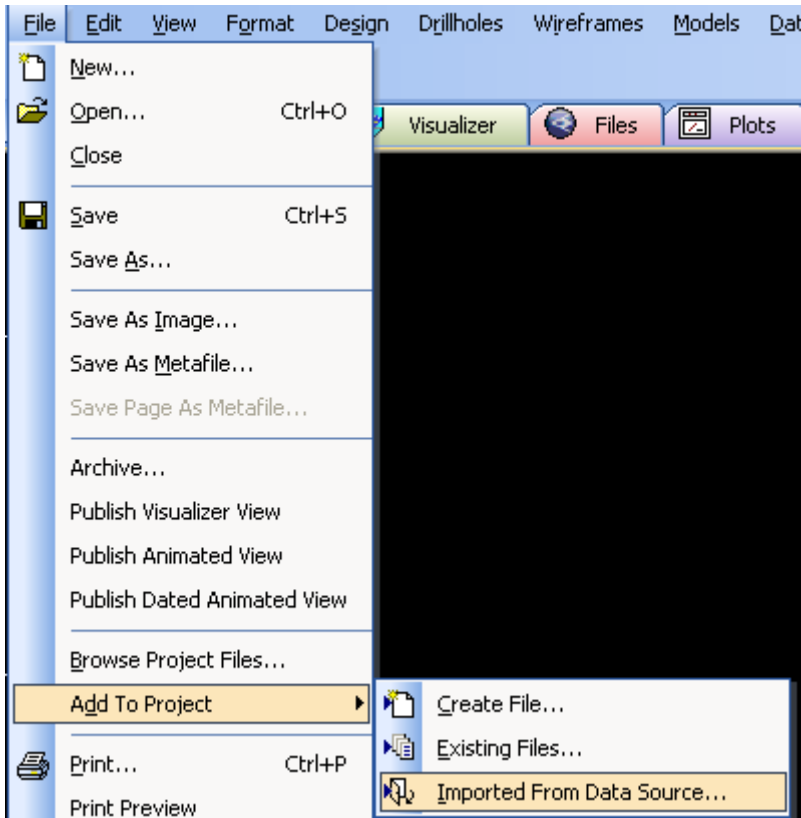 File Edit View Format Design Drillholes Wireframes Models Dat
New...
Visualizer Files Plots
Open... Ctrl+O
Close
Save Ctrl+S
Save As...
Save As Image...
Save As Metafile...
Save Page As Metafile...
Archive...
Publish Visualizer View
Publish Animated View
Publish Dated Animated View
Browse Project Files...
Add To Project
Create File...
Existing Files...
Imported From Data Source...
Print... Ctrl+P
Print Preview